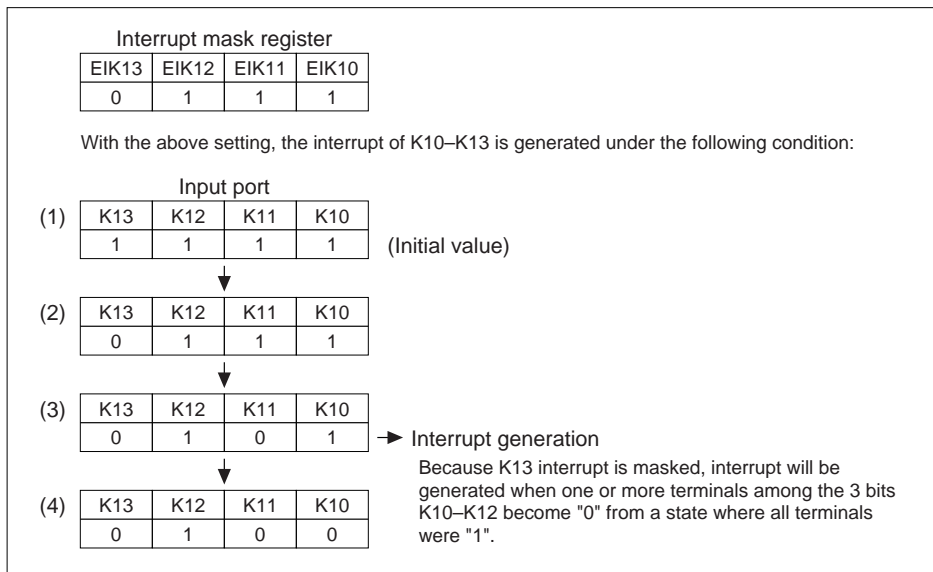 Interrupt mask register
EIK13 EIK12 EIK11 EIK10
0 1 1 1
With the above setting, the interrupt of K10–K13 is generated under the following condition:
Input port
(1) K13 K12 K11 K10
1 1 1 1 (Initial value)
(2) K13 K12 K11 K10
0 1 1 1
(3) K13 K12 K11 K10
0 1 0 1 Interrupt generation
Because K13 interrupt is masked, interrupt will be
generated when one or more terminals among the 3 bits
K10–K12 become "0" from a state where all terminals
were "1".
(4) K13 K12 K11 K10
0 1 0 0